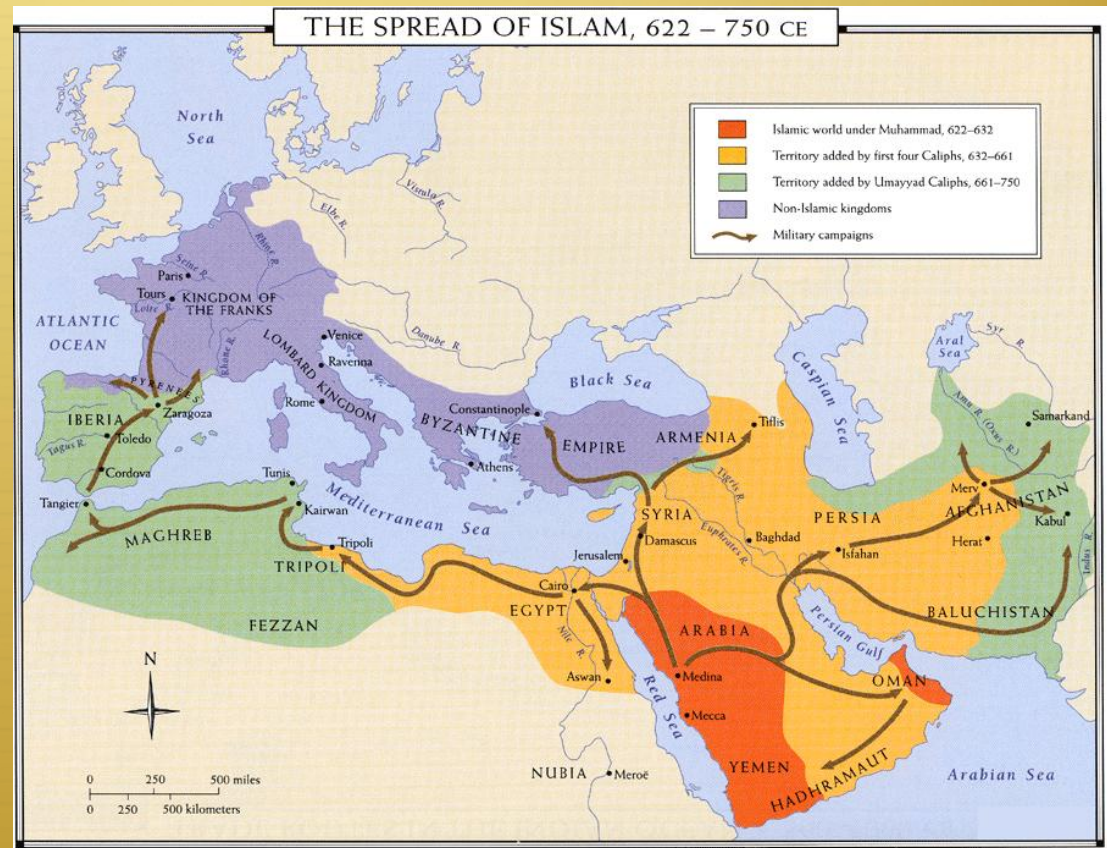 THE SPREAD OF ISLAM, 622 – 750 CE
Islamic world under Muhammad, 622–632
Territory added by first four Caliphs, 632–661
Territory added by Umayyad Caliphs, 661–750
Non-Islamic kingdoms
Military campaigns
North
Sea
Elbe R.
Vistula R.
Rhine R.
Seine R.
Paris
Tours
Loire R.
KINGDOM OF
THE FRANKS
ATLANTIC
OCEAN
Rhone R.
Danube R.
Venice
LOMBARD KINGDOM
Ravenna
Rome
PYRENEES
Zaragoza
IBERIA
Toledo
Tagus R.
Cordova
Tangier
Black Sea
Constantinople
BYZANTINE
EMPIRE
Athens
ARMENIA
Tiflis
Caspian
Sea
Aral
Sea
Syr
R.
Amu R. (Oxus R.)
Samarkand
Merv
AFGHANISTAN
Kabul
Herat
Indus R.
Tunis
Kairwan
Mediterranean Sea
MAGHREB
Tripoli
TRIPOLI
FEZZAN
Tigris R.
SYRIA
Euphrates R.
Baghdad
Damascus
Jerusalem
PERSIA
Isfahan
BALUCHISTAN
Persian Gulf
Cairo
EGYPT
Nile R.
Aswan
ARABIA
Medina
Mecca
Red Sea
OMAN
YEMEN
HADHRAMAUT
Arabian Sea
NUBIA
Meroë
N
0 250 500 miles
0 250 500 kilometers